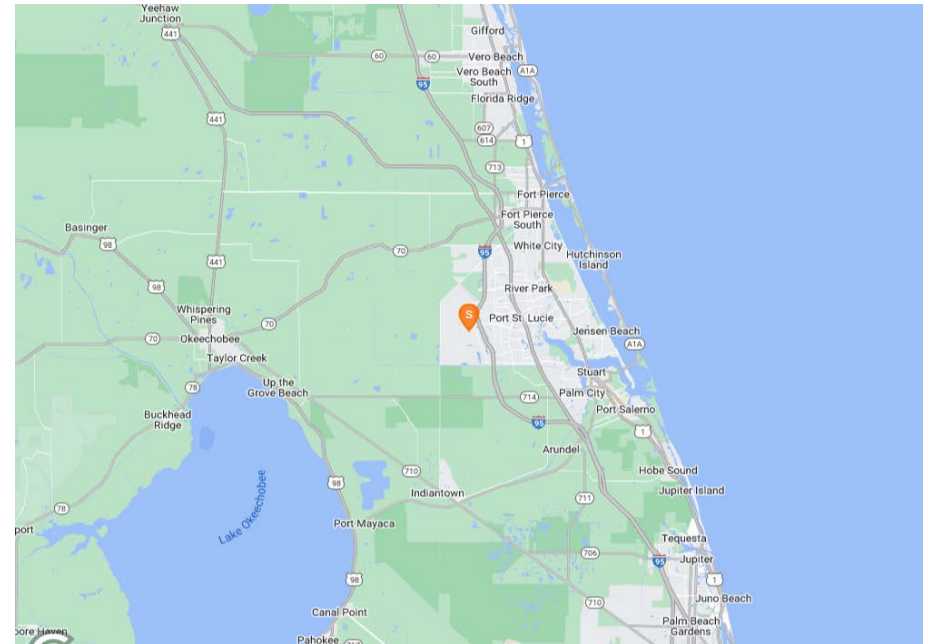 Yeehaw
Junction
441
Gifford
60
60
Vero Beach
Vero Beach
South
A1A
95
Florida Ridge
441
607
614
1
713
Fort Pierce
Basinger
98
Fort Pierce
South
White City
70
95
Hutchinson
Island
441
98
River Park
Whispering
Pines
S
Port St. Lucie
70
70
Okeechobee
Jensen Beach
A1A
Taylor Creek
Stuart
78
Up the
Grove Beach
714
Palm City
Port Salerno
Buckhead
Ridge
95
1
Arundel
710
Hobe Sound
98
Indiantown
711
Jupiter Island
Lake Okeechobee
78
port
Port Mayaca
Tequesta
706
95
Jupiter
98
1
710
Juno Beach
Canal Point
Palm Beach
Gardens
oore Haven
Pahokee